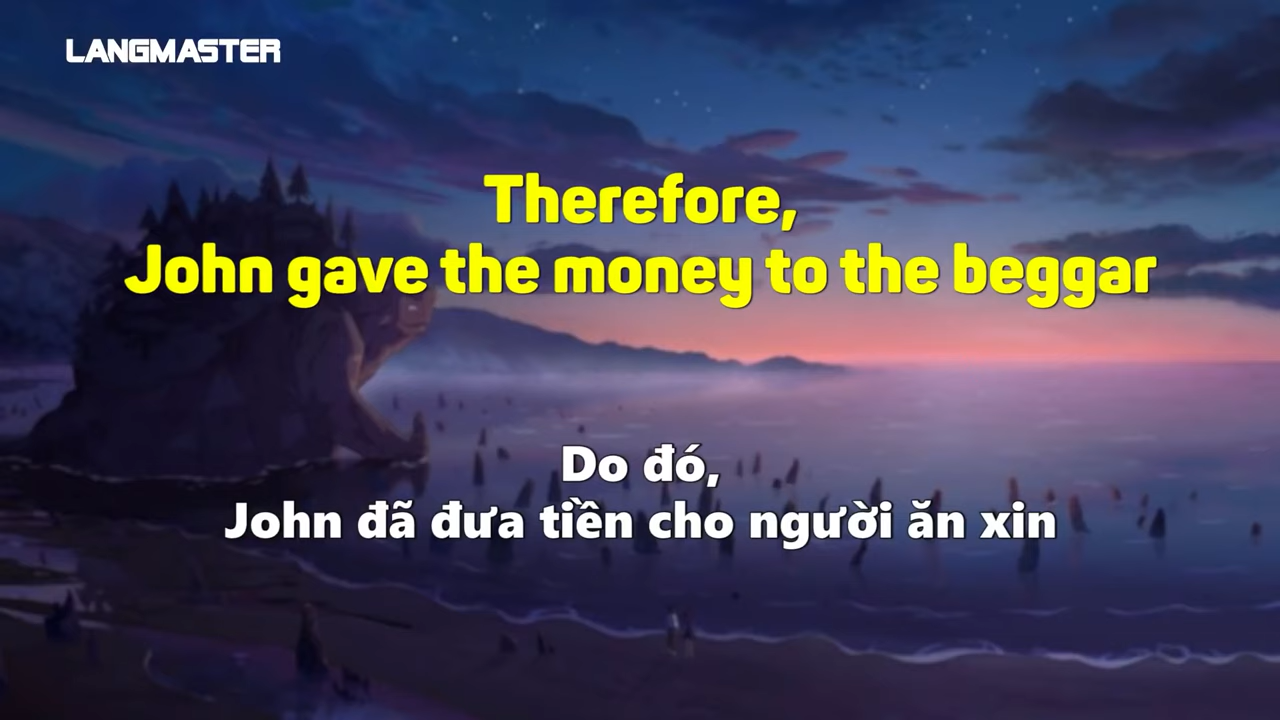 LANGMASTER
Therefore,
John gave the money to the beggar
Do đó,
John đã đưa tiền cho người ăn xin